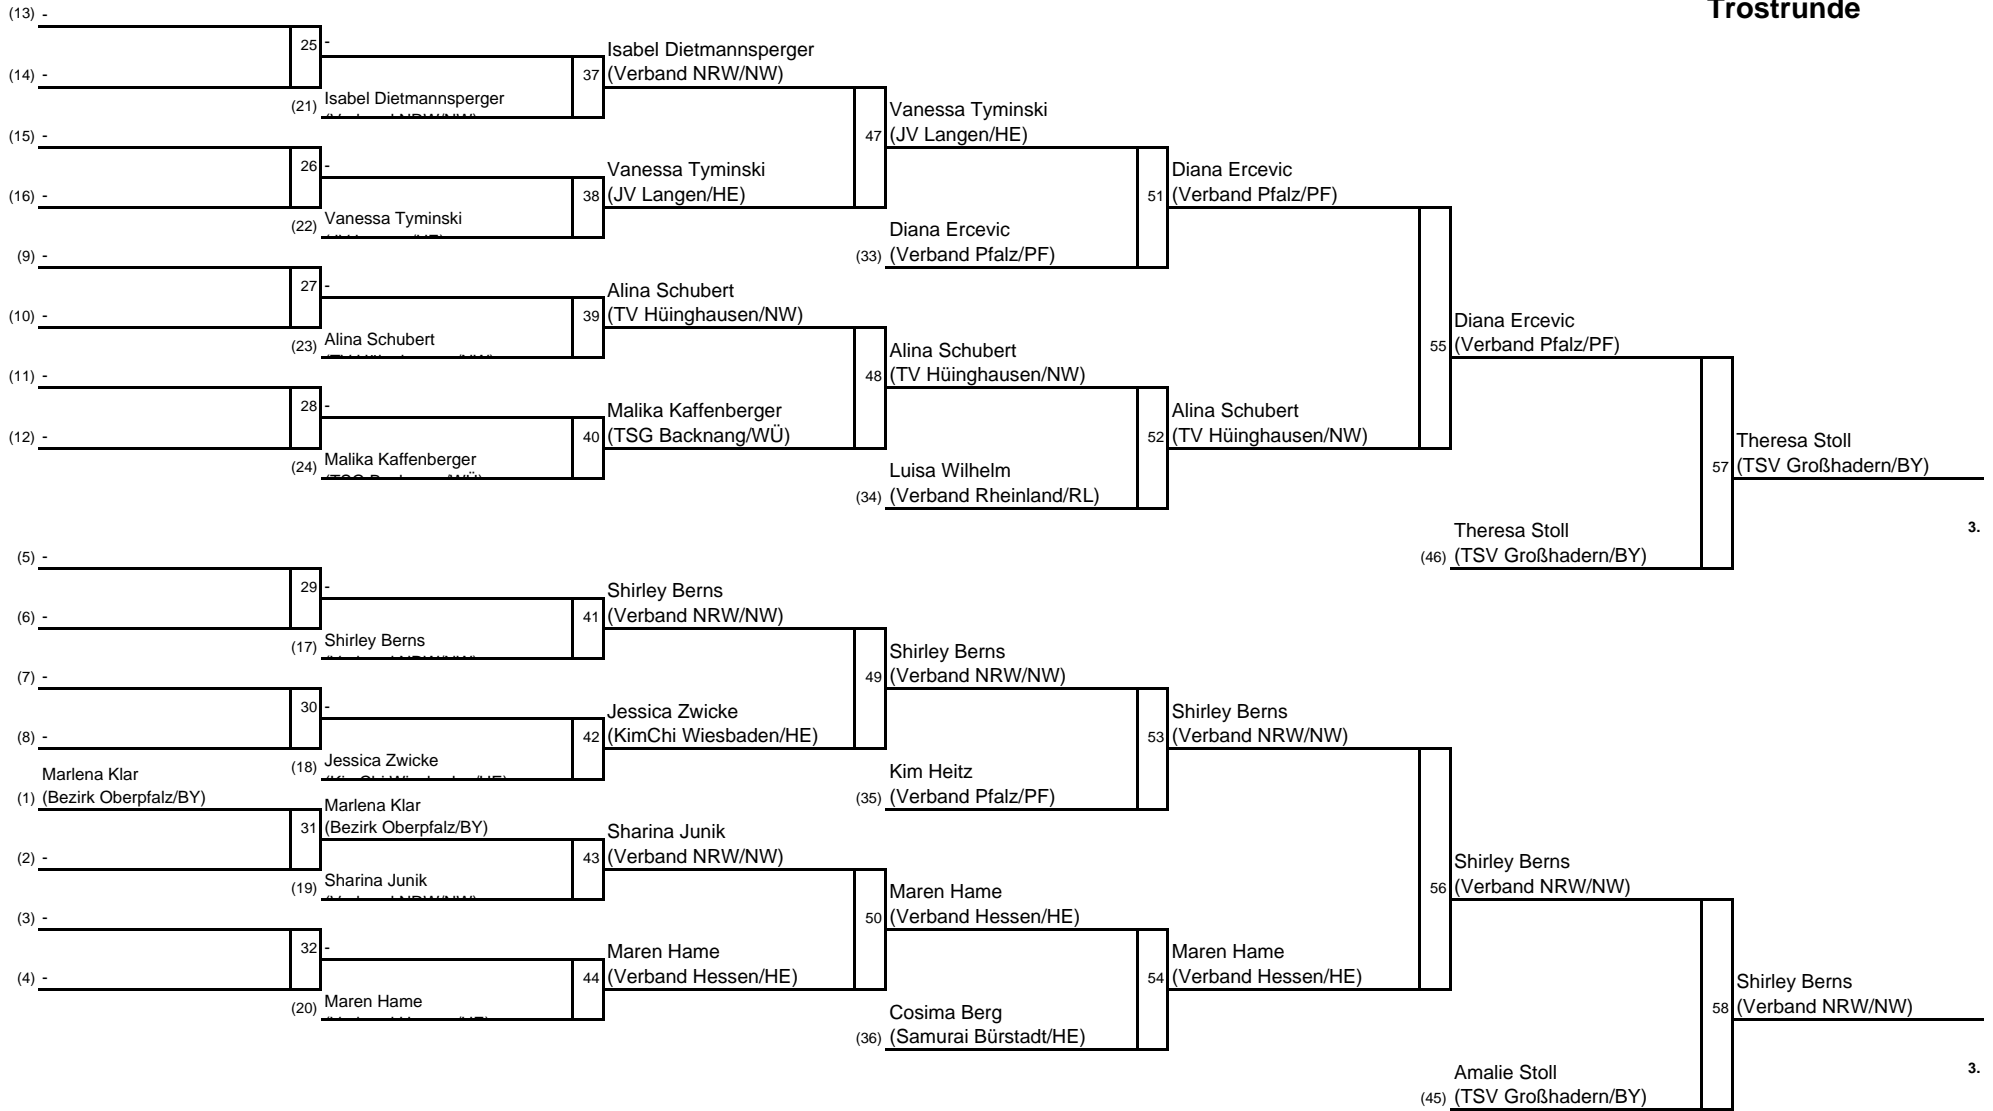 Trostrunde
(13) -
25 -
(14) -
(21) Isabel Dietmannsperger
37 Isabel Dietmannsperger
(Verband NRW/NW)
(15) -
26 -
(16) -
(22) Vanessa Tyminski
38 Vanessa Tyminski
(JV Langen/HE)
47 Vanessa Tyminski
(JV Langen/HE)
(33) Diana Ercevic
(Verband Pfalz/PF)
51 Diana Ercevic
(Verband Pfalz/PF)
(9) -
27 -
(10) -
(23) Alina Schubert
39 Alina Schubert
(TV Hüinghausen/NW)
(11) -
28 -
(12) -
(24) Malika Kaffenberger
40 Malika Kaffenberger
(TSG Backnang/WÜ)
48 Alina Schubert
(TV Hüinghausen/NW)
(34) Luisa Wilhelm
(Verband Rheinland/RL)
52 Alina Schubert
(TV Hüinghausen/NW)
55 Diana Ercevic
(Verband Pfalz/PF)
(46) Theresa Stoll
(TSV Großhadern/BY)
57 Theresa Stoll
(TSV Großhadern/BY)
3.
(5) -
29 -
(6) -
(17) Shirley Berns
41 Shirley Berns
(Verband NRW/NW)
(7) -
30 -
(8) -
(18) Jessica Zwicke
42 Jessica Zwicke
(KimChi Wiesbaden/HE)
49 Shirley Berns
(Verband NRW/NW)
(35) Kim Heitz
(Verband Pfalz/PF)
53 Shirley Berns
(Verband NRW/NW)
Marlena Klar
(1) (Bezirk Oberpfalz/BY)
31 Marlena Klar
(Bezirk Oberpfalz/BY)
(2) -
(19) Sharina Junik
43 Sharina Junik
(Verband NRW/NW)
(3) -
32 -
(4) -
(20) Maren Hame
44 Maren Hame
(Verband Hessen/HE)
50 Maren Hame
(Verband Hessen/HE)
(36) Cosima Berg
(Samurai Bürstadt/HE)
54 Maren Hame
(Verband Hessen/HE)
56 Shirley Berns
(Verband NRW/NW)
(45) Amalie Stoll
(TSV Großhadern/BY)
58 Shirley Berns
(Verband NRW/NW)
3.